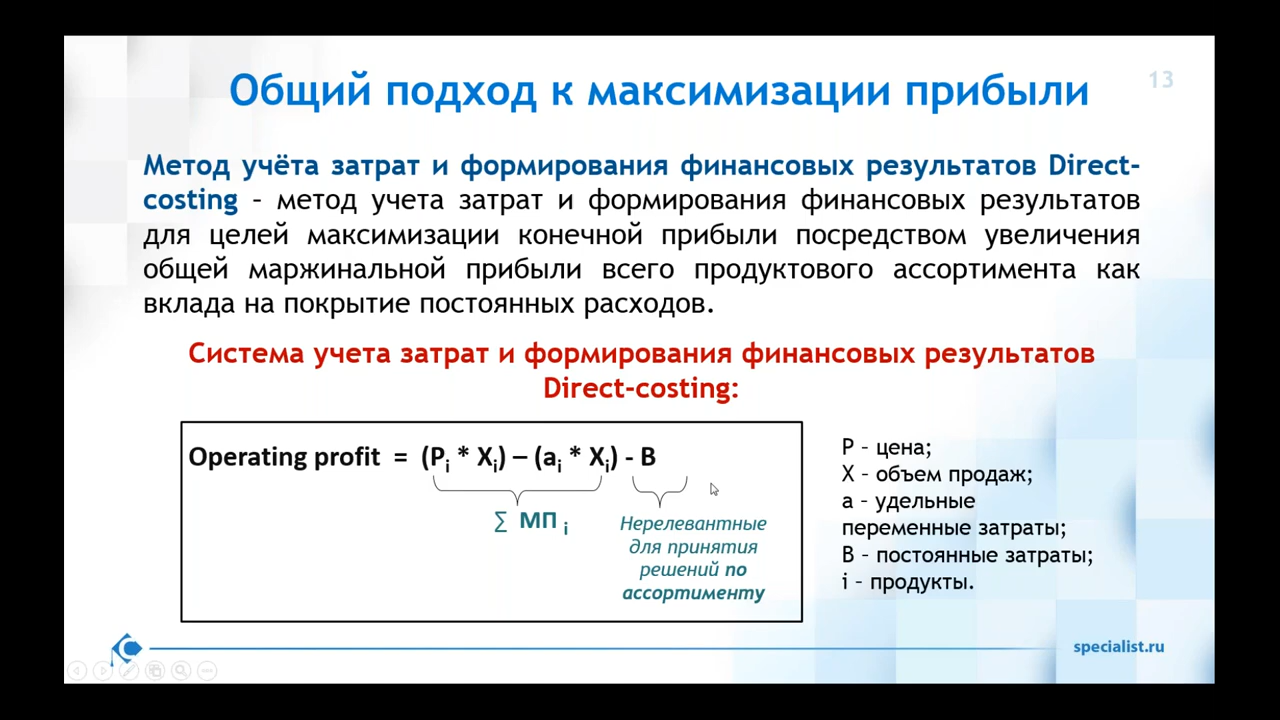 Общий подход к максимизации прибыли
13
Метод учёта затрат и формирования финансовых результатов Direct-
costing – метод учета затрат и формирования финансовых результатов
для целей максимизации конечной прибыли посредством увеличения
общей маржинальной прибыли всего продуктового ассортимента как
вклада на покрытие постоянных расходов.
Система учета затрат и формирования финансовых результатов
Direct-costing:
Operating profit = (Pi * Xi) – (ai * Xi) - B
∑ МП i
Нерелевантные
для принятия
решений по
ассортименту
P – цена;
X – объем продаж;
a – удельные
переменные затраты;
B – постоянные затраты;
i – продукты.
specialist.ru